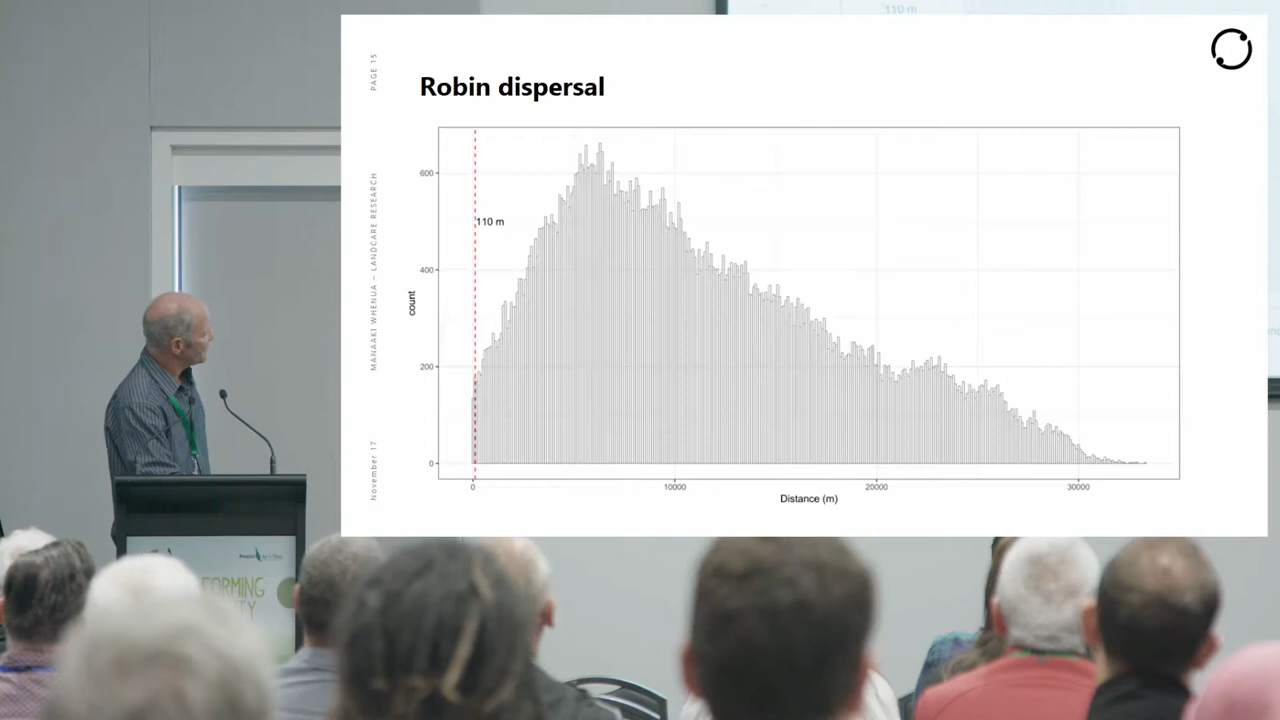 110 m
PAGE 15
Robin dispersal
MANAAKI WHENUA – LANDCARE RESEARCH
November 17
600
400
200
0
count
110 m
0
10000
20000
30000
Distance (m)
FORMING